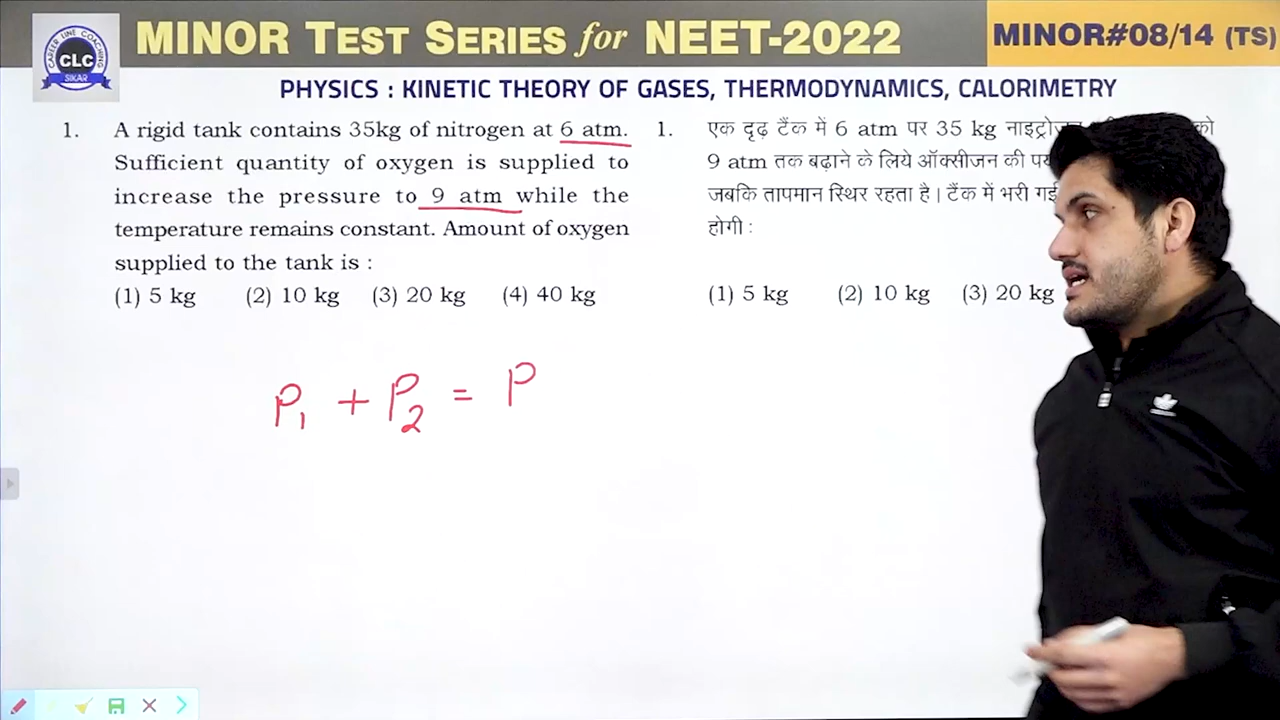 CAREER LINE COACHING
CLC
SIKAR
MINOR TEST SERIES for NEET-2022
MINOR#08/14 (TS)
PHYSICS : KINETIC THEORY OF GASES, THERMODYNAMICS, CALORIMETRY
1. A rigid tank contains 35kg of nitrogen at 6 atm.
Sufficient quantity of oxygen is supplied to
increase the pressure to 9 atm while the
temperature remains constant. Amount of oxygen
supplied to the tank is :
(1) 5 kg (2) 10 kg (3) 20 kg (4) 40 kg
1. एक दृढ़ टैंक में 6 atm पर 35 kg को
9 atm तक बढ़ाने के लिये ऑक्सीजन की
जबकि तापमान स्थिर रहता है। टैंक में भरी
होगी :
(1) 5 kg (2) 10 kg (3) 20 kg
P₁ + P₂ = P